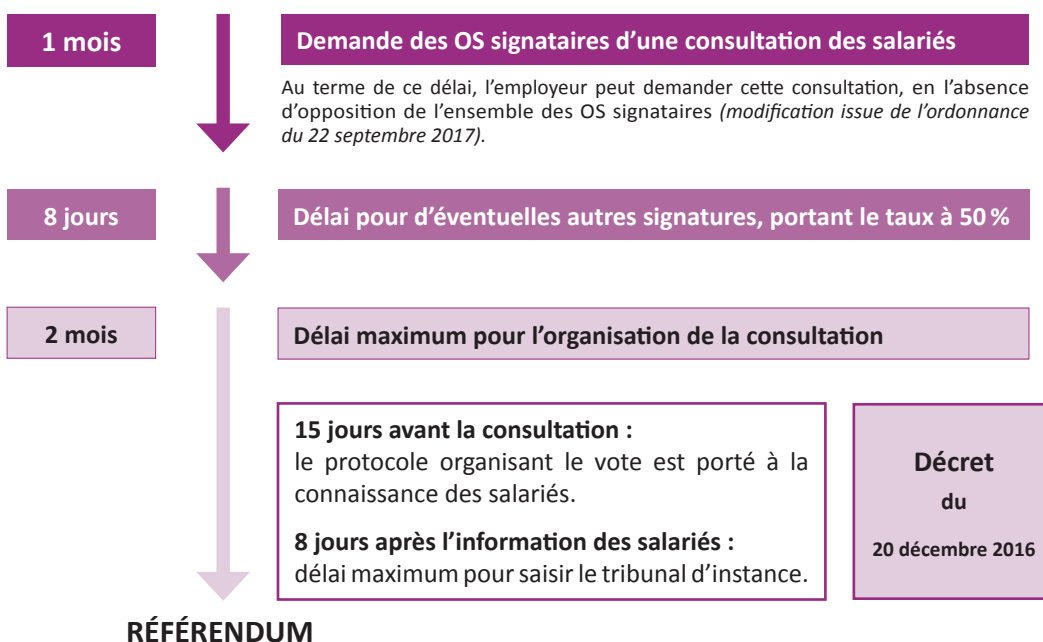 1 mois
Demande des OS signataires d’une consultation des salariés
Au terme de ce délai, l’employeur peut demander cette consultation, en l’absence
d’opposition de l’ensemble des OS signataires (modification issue de l’ordonnance
du 22 septembre 2017).
8 jours
Délai pour d’éventuelles autres signatures, portant le taux à 50 %
2 mois
Délai maximum pour l’organisation de la consultation
15 jours avant la consultation :
le protocole organisant le vote est porté à la
connaissance des salariés.
8 jours après l’information des salariés :
délai maximum pour saisir le tribunal d’instance.
Décret
du
20 décembre 2016
RÉFÉRENDUM